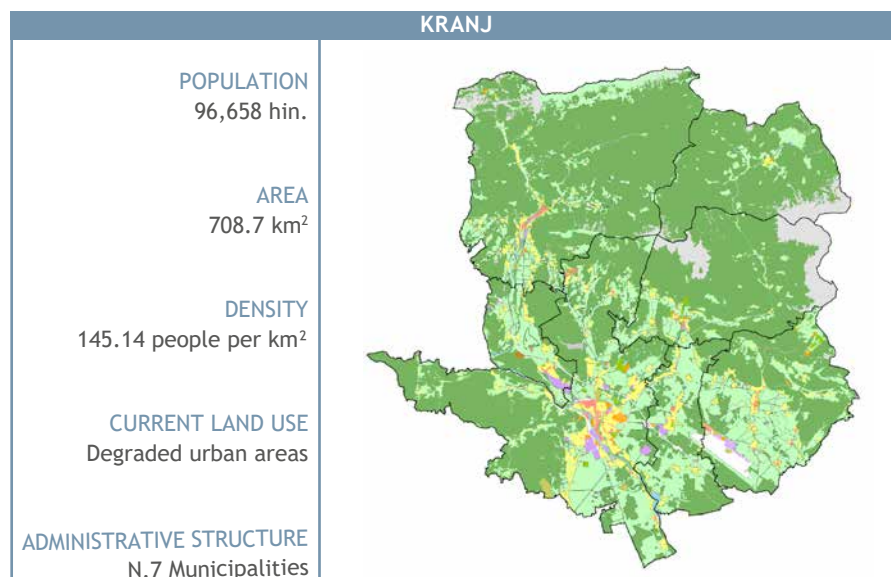 KRANJ
POPULATION
96,658 hin.
AREA
708.7 km²
DENSITY
145.14 people per km²
CURRENT LAND USE
Degraded urban areas
ADMINISTRATIVE STRUCTURE
N.7 Municipalities